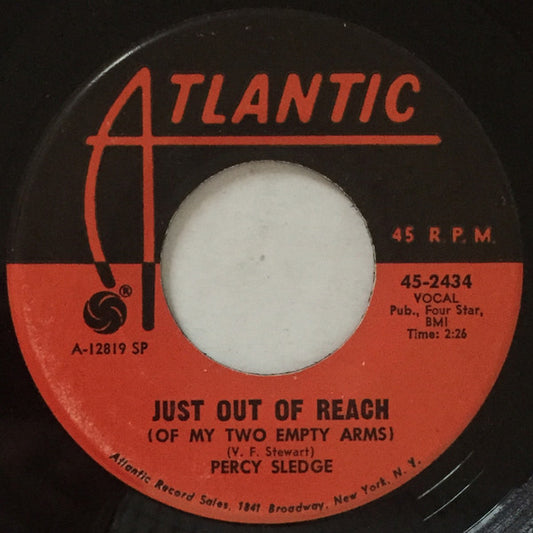 ATLANTIC
45 R.P.M.
®
45-2434
VOCAL
Pub., Four Star,
BMI
Time: 2:26
A-12819 SP
JUST OUT OF REACH
(OF MY TWO EMPTY ARMS)
(V. F. Stewart)
PERCY SLEDGE
Atlantic Record Sales, 1841 Broadway, New York, N. Y.